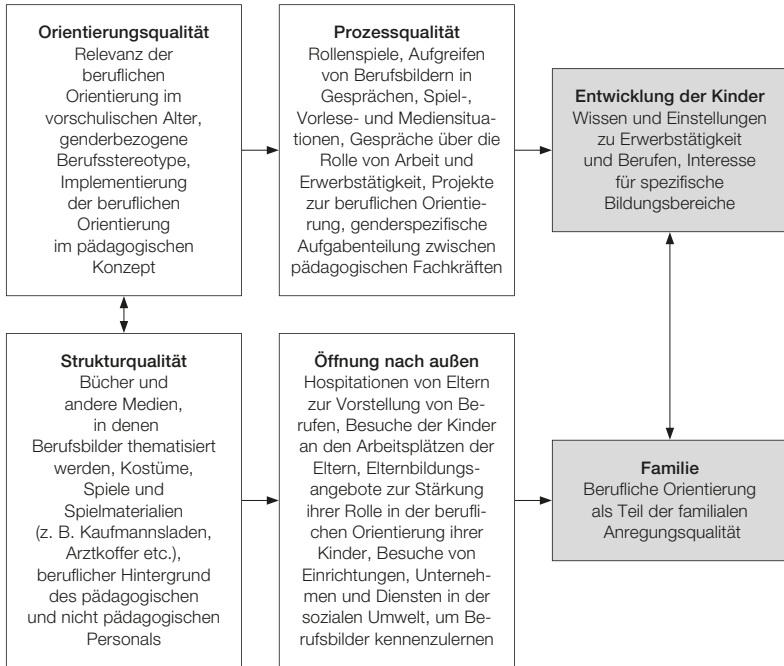 Orientierungsqualität
Relevanz der
beruflichen
Orientierung im
vorschulischen Alter,
genderbezogene
Berufsstereotype,
Implementierung
der beruflichen
Orientierung
im pädagogischen
Konzept
Prozessqualität
Rollenspiele, Aufgreifen
von Berufsbildern in
Gesprächen, Spiel-,
Vorlese- und Mediensitua-
tionen, Gespräche über die
Rolle von Arbeit und
Erwerbstätigkeit, Projekte
zur beruflichen Orientie-
rung, genderspezifische
Aufgabenteilung zwischen
pädagogischen Fachkräften
Entwicklung der Kinder
Wissen und Einstellungen
zu Erwerbstätigkeit
und Berufen, Interesse
für spezifische
Bildungsbereiche
Strukturqualität
Bücher und
andere Medien,
in denen
Berufsbilder thematisiert
werden, Kostüme,
Spiele und
Spielmaterialien
(z. B. Kaufmannsladen,
Arztkoffer etc.),
beruflicher Hintergrund
des pädagogischen
und nicht pädagogischen
Personals
Öffnung nach außen
Hospitationen von Eltern
zur Vorstellung von Be-
rufen, Besuche der Kinder
an den Arbeitsplätzen der
Eltern, Elternbildungs-
angebote zur Stärkung
ihrer Rolle in der berufli-
chen Orientierung ihrer
Kinder, Besuche von
Einrichtungen, Unterneh-
men und Diensten in der
sozialen Umwelt, um Be-
rufsbilder kennenzulernen
Familie
Berufliche Orientierung
als Teil der familialen
Anregungsqualität